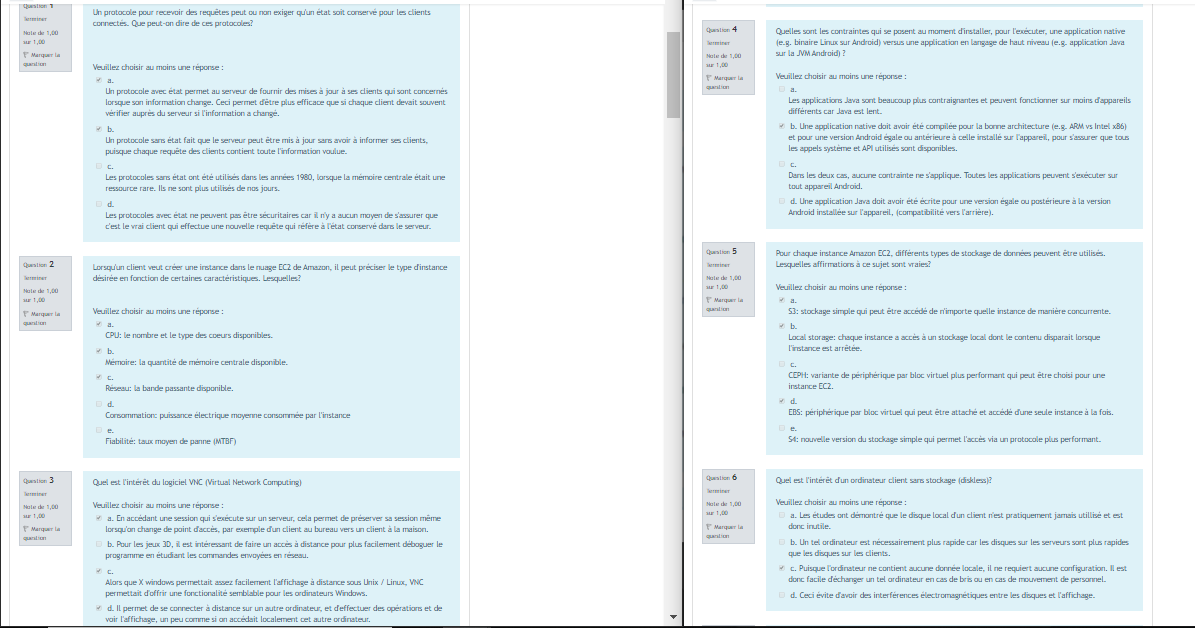 Question 1
Terminer
Note de 1,00
sur 1,00
Marquer la
question
Un protocole pour recevoir des requêtes peut ou non exiger qu'un état soit conservé pour les clients
connectés. Que peut-on dire de ces protocoles?
Veuillez choisir au moins une réponse :
a.
Un protocole avec état permet au serveur de fournir des mises à jour à ses clients qui sont concernés
lorsque son information change. Ceci permet d'être plus efficace que si chaque client devait souvent
vérifier auprès du serveur si l'information a changé.
b.
Un protocole sans état fait que le serveur peut être mis à jour sans avoir à informer ses clients,
puisque chaque requête des clients contient toute l'information voulue.
c.
Les protocoles sans état ont été utilisés dans les années 1980, lorsque la mémoire centrale était une
ressource rare. Ils ne sont plus utilisés de nos jours.
d.
Les protocoles avec état ne peuvent pas être sécuritaires car il n'y a aucun moyen de s'assurer que
c'est le vrai client qui effectue une nouvelle requête qui réfère à l'état conservé dans le serveur.
Question 2
Terminer
Note de 1,00
sur 1,00
Marquer la
question
Lorsqu'un client veut créer une instance dans le nuage EC2 de Amazon, il peut préciser le type d'instance
désirée en fonction de certaines caractéristiques. Lesquelles?
Veuillez choisir au moins une réponse :
a.
CPU: le nombre et le type des coeurs disponibles.
b.
Mémoire: la quantité de mémoire centrale disponible.
c.
Réseau: la bande passante disponible.
d.
Consommation: puissance électrique moyenne consommée par l'instance
e.
Fiabilité: taux moyen de panne (MTBF)
Question 3
Terminer
Note de 1,00
sur 1,00
Marquer la
question
Quel est l'intérêt du logiciel VNC (Virtual Network Computing)
Veuillez choisir au moins une réponse :
a. En accédant une session qui s'exécute sur un serveur, cela permet de préserver sa session même
lorsqu'on change de point d'accès, par exemple d'un client au bureau vers un client à la maison.
b. Pour les jeux 3D, il est intéressant de faire un accès à distance pour plus facilement déboguer le
programme en étudiant les commandes envoyées en réseau.
c.
Alors que X windows permettait assez facilement l'affichage à distance sous Unix / Linux, VNC
permettait d'offrir une fonctionalité semblable pour les ordinateurs Windows.
d. Il permet de se connecter à distance sur un autre ordinateur, et d'effectuer des opérations et de
voir l'affichage, un peu comme si on accédait localement cet autre ordinateur.
Question 4
Terminer
Note de 1,00
sur 1,00
Marquer la
question
Quelles sont les contraintes qui se posent au moment d'installer, pour l'exécuter, une application native
(e.g. binaire Linux sur Android) versus une application en langage de haut niveau (e.g. application Java
sur la JVM Android) ?
Veuillez choisir au moins une réponse :
a.
Les applications Java sont beaucoup plus contraignantes et peuvent fonctionner sur moins d'appareils
différents car Java est lent.
b. Une application native doit avoir été compilée pour la bonne architecture (e.g. ARM vs Intel x86)
et pour une version Android égale ou antérieure à celle installé sur l'appareil, pour s'assurer que tous
les appels système et API utilisés sont disponibles.
c.
Dans les deux cas, aucune contrainte ne s'applique. Toutes les applications peuvent s'exécuter sur
tout appareil Android.
d. Une application Java doit avoir été écrite pour une version égale ou postérieure à la version
Android installée sur l'appareil, (compatibilité vers l'arrière).
Question 5
Terminer
Note de 1,00
sur 1,00
Marquer la
question
Pour chaque instance Amazon EC2, différents types de stockage de données peuvent être utilisés.
Lesquelles affirmations à ce sujet sont vraies?
Veuillez choisir au moins une réponse :
a.
S3: stockage simple qui peut être accédé de n'importe quelle instance de manière concurrente.
b.
Local storage: chaque instance a accès à un stockage local dont le contenu disparait lorsque
l'instance est arrêtée.
c.
CEPH: variante de périphérique par bloc virtuel plus performant qui peut être choisi pour une
instance EC2.
d.
EBS: périphérique par bloc virtuel qui peut être attaché et accédé d'une seule instance à la fois.
e.
S4: nouvelle version du stockage simple qui permet l'accès via un protocole plus performant.
Question 6
Terminer
Note de 1,00
sur 1,00
Marquer la
question
Quel est l'intérêt d'un ordinateur client sans stockage (diskless)?
Veuillez choisir au moins une réponse :
a. Les études ont démontré que le disque local d'un client n'est pratiquement jamais utilisé et est
donc inutile.
b. Un tel ordinateur est nécessairement plus rapide car les disques sur les serveurs sont plus rapides
que les disques sur les clients.
c. Puisque l'ordinateur ne contient aucune donnée locale, il ne requiert aucune configuration. Il est
donc facile d'échanger un tel ordinateur en cas de bris ou en cas de mouvement de personnel.
d. Ceci évite d'avoir des interférences électromagnétiques entre les disques et l'affichage.